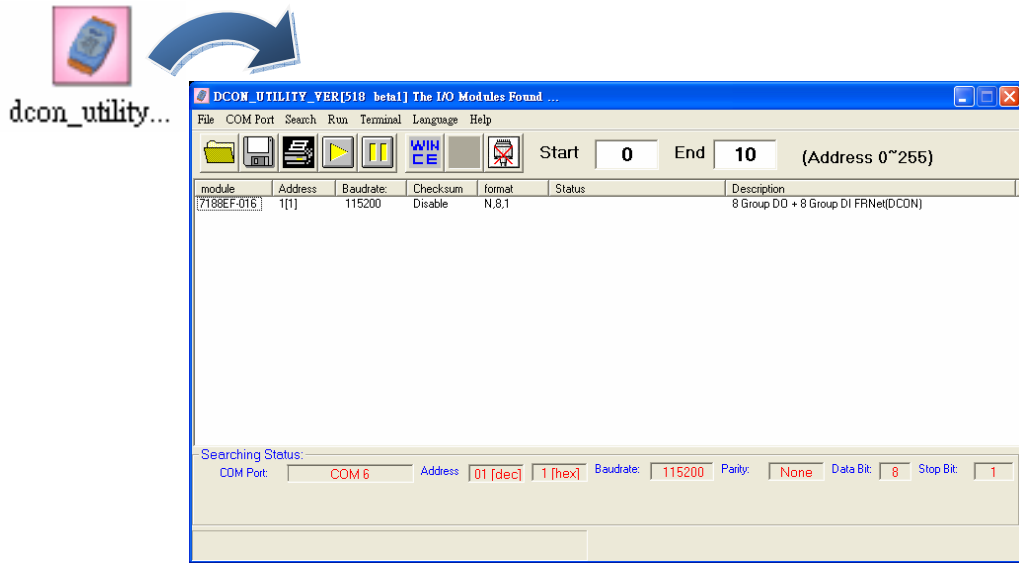 dcon_utility...
DCON_UTILITY_VER[518 beta1] The I/O Modules Found ...
File COM Port Search Run Terminal Language Help
WIN CE Start 0 End 10 (Address 0~255)
module Address Baudrate: Checksum format Status Description
7188EF-016 1[1] 115200 Disable N,8,1 8 Group DO + 8 Group DI FRNet(DCON)
Searching Status:
COM Port: COM 6 Address 01 [dec] 1 [hex] Baudrate: 115200 Parity: None Data Bit: 8 Stop Bit: 1